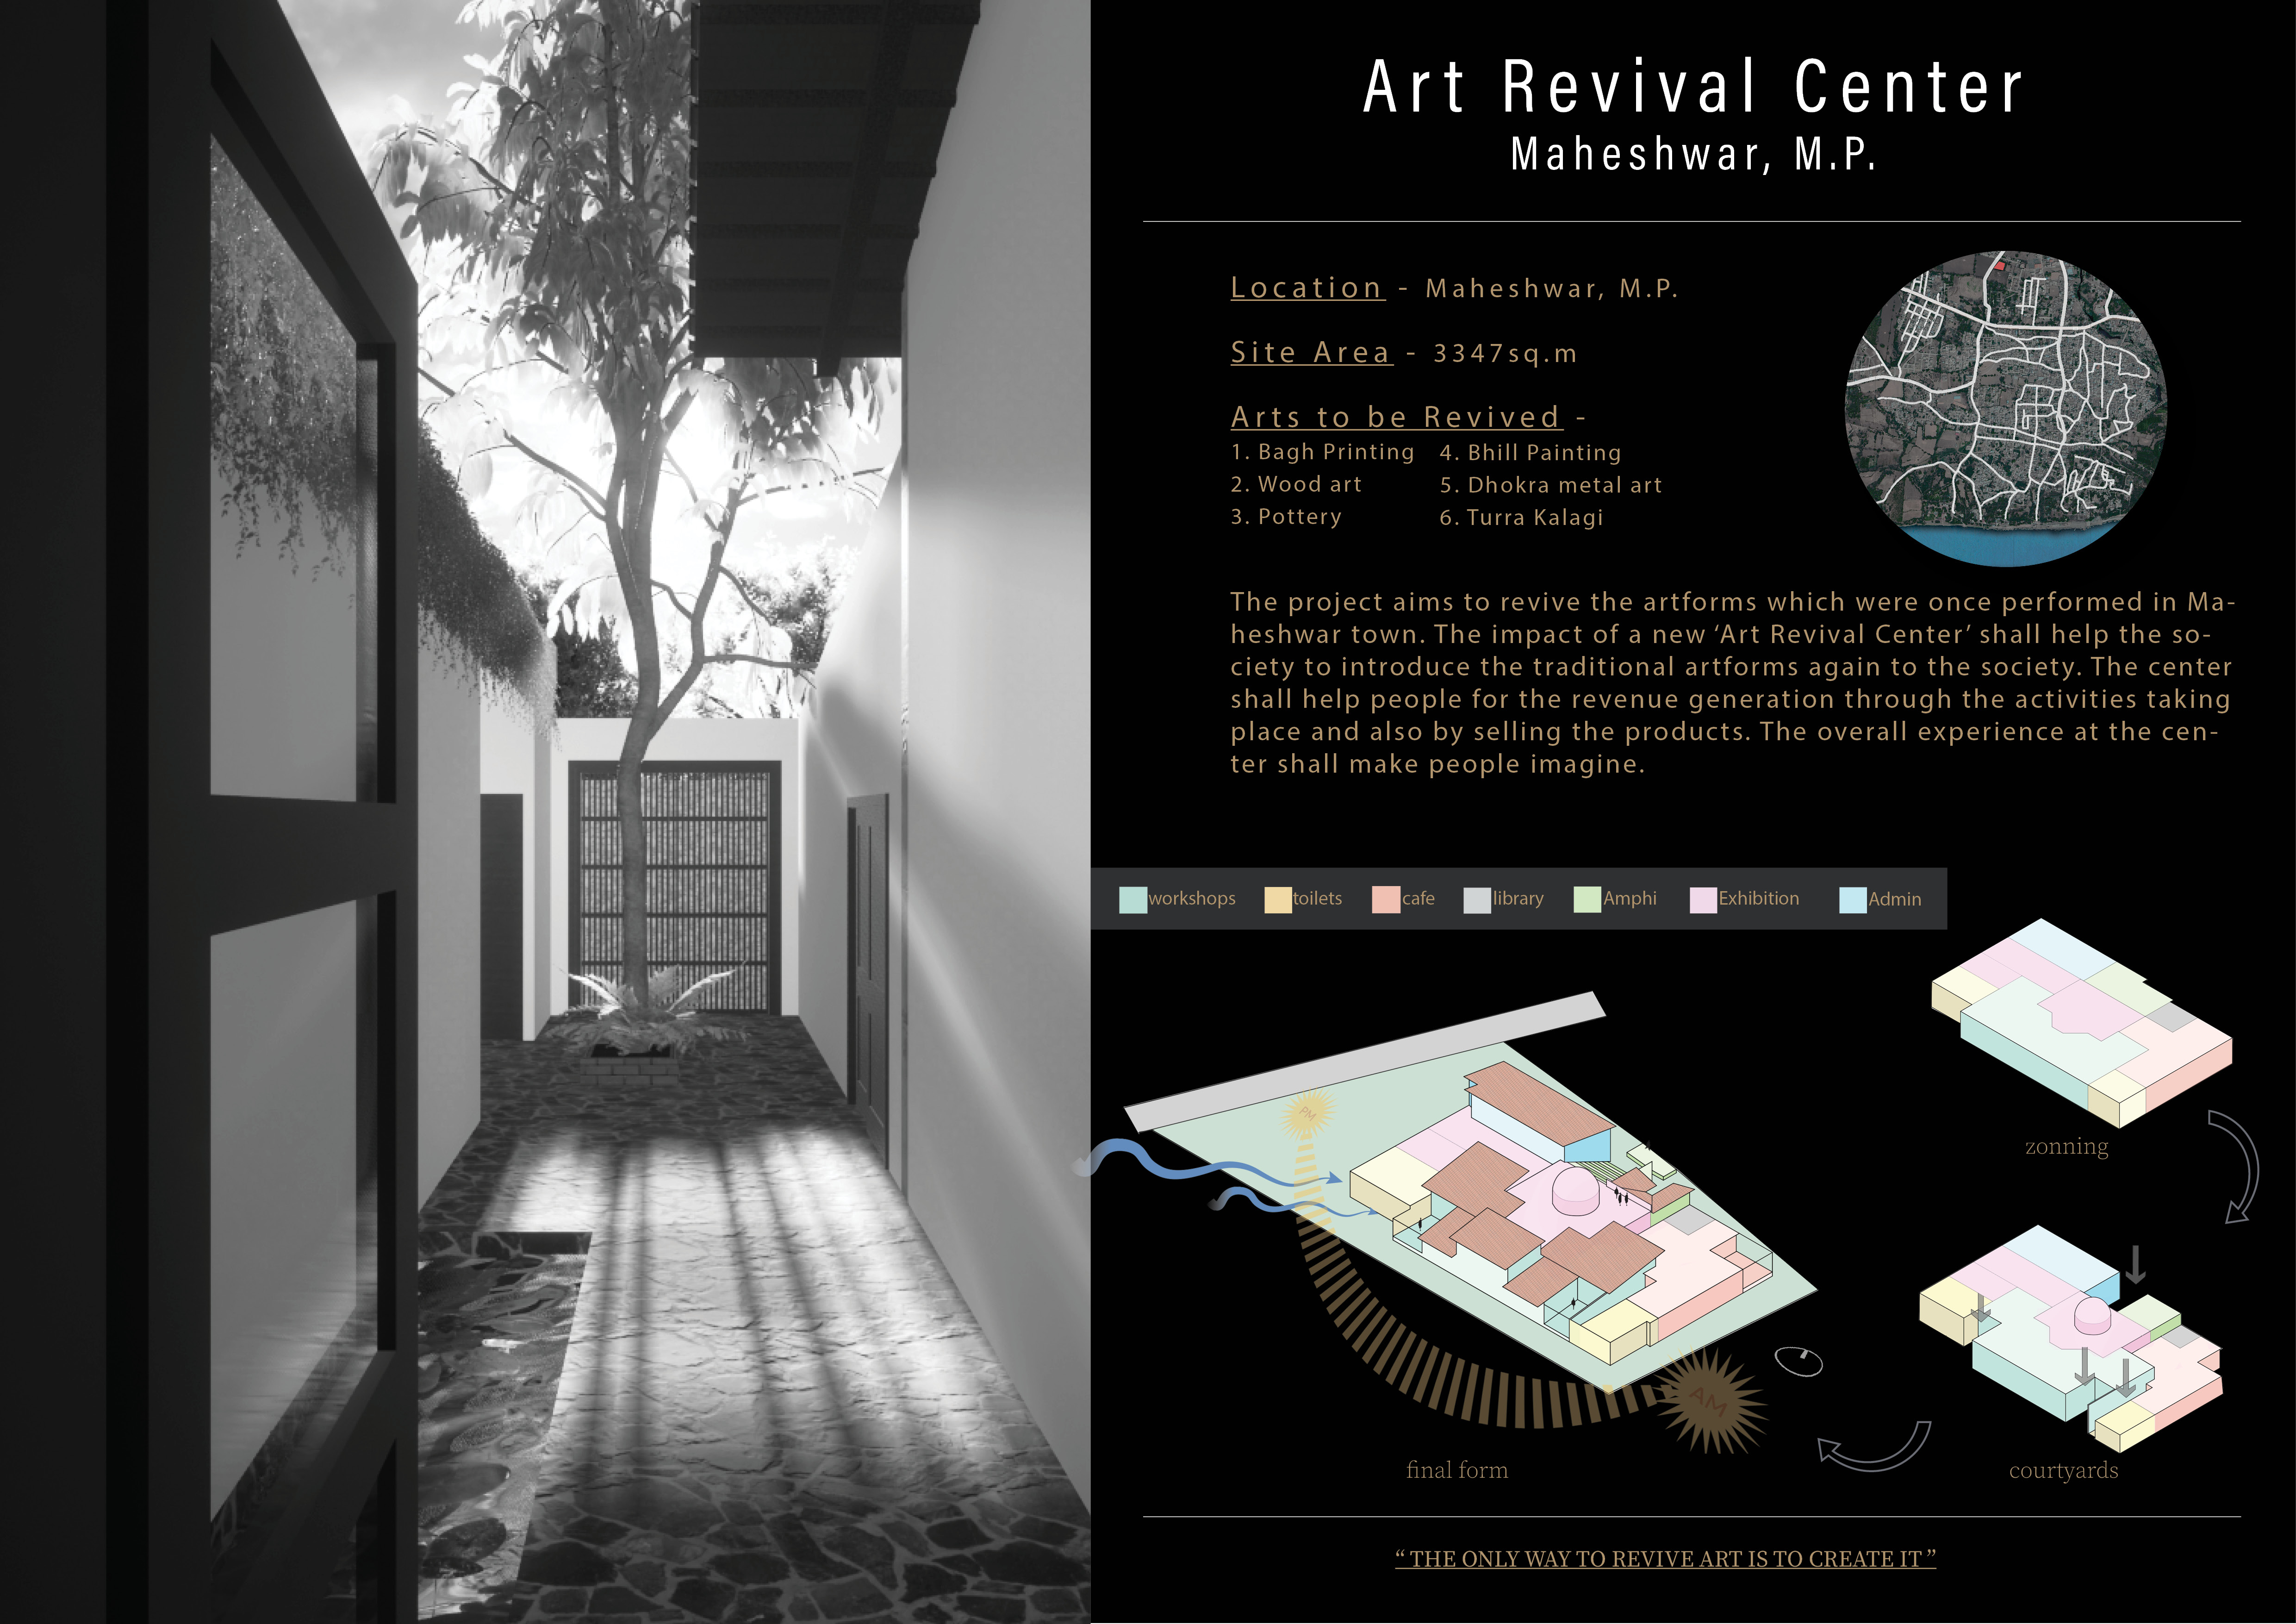 Art Revival Center
Maheshwar, M.P.
Location - Maheshwar, M.P.
Site Area - 3347sq.m
Arts to be Revived -
1. Bagh Printing
2. Wood art
3. Pottery
4. Bhill Painting
5. Dhokra metal art
6. Turra Kalagi
The project aims to revive the artforms which were once performed in Ma-
heshwar town. The impact of a new ‘Art Revival Center’ shall help the so-
ciety to introduce the traditional artforms again to the society. The center
shall help people for the revenue generation through the activities taking
place and also by selling the products. The overall experience at the cen-
ter shall make people imagine.
workshops toilets cafe library Amphi Exhibition Admin
PM
zonning
AM
final form
courtyards
“ THE ONLY WAY TO REVIVE ART IS TO CREATE IT ”